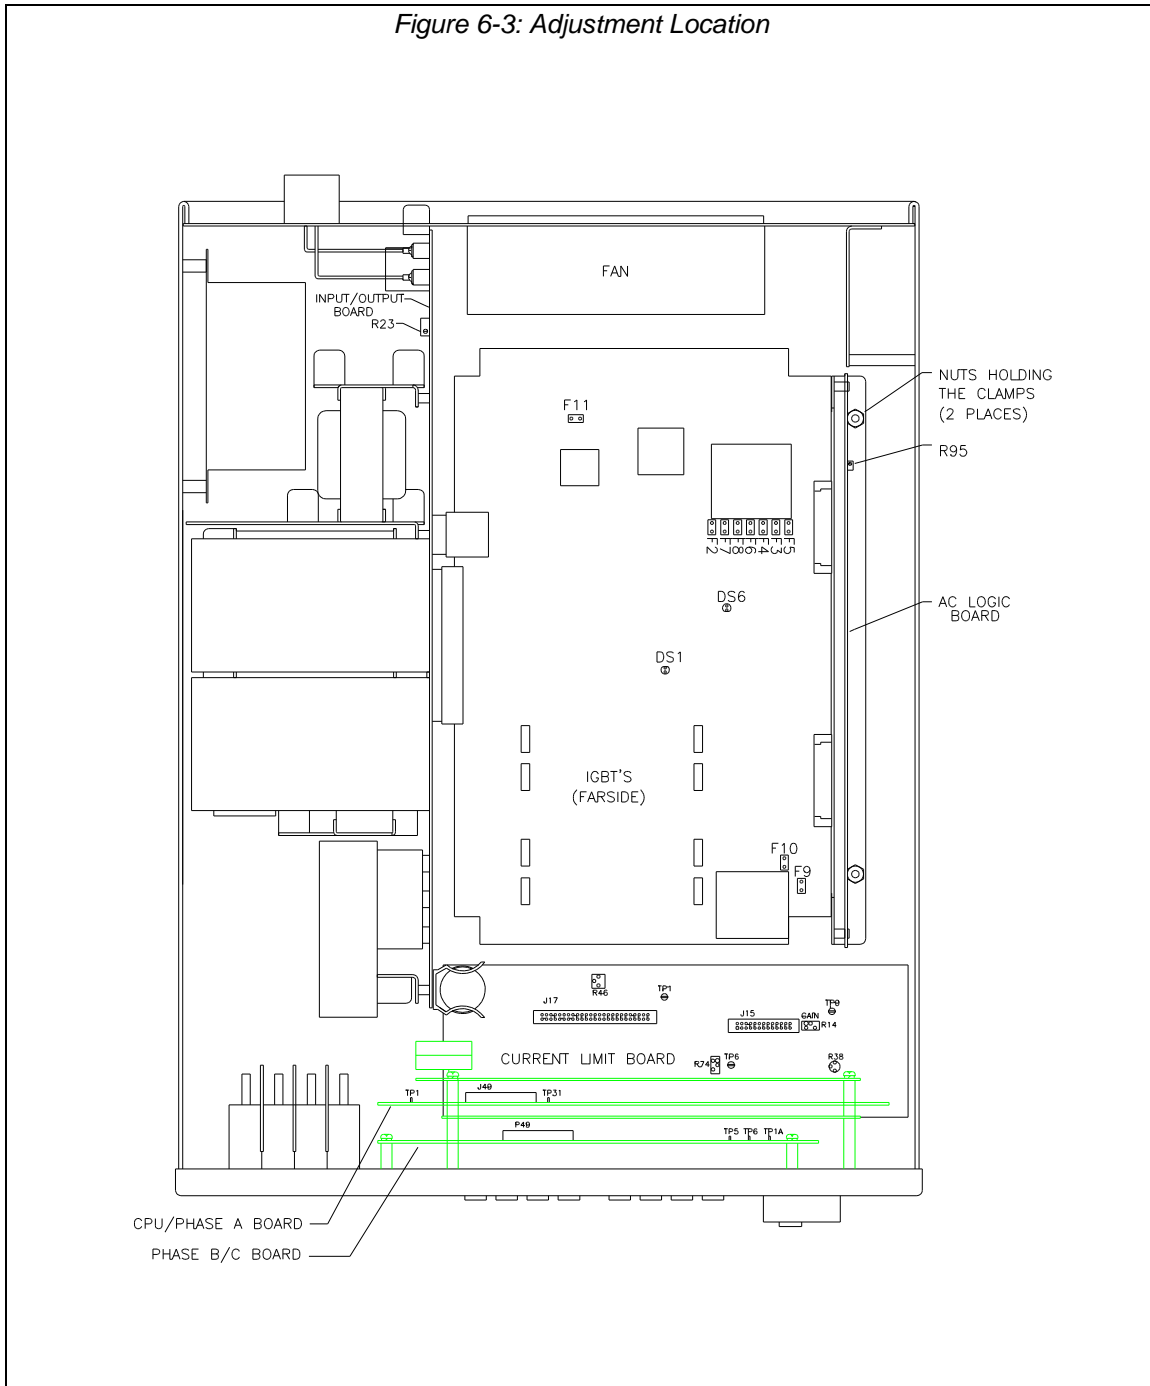 Figure 6-3: Adjustment Location
FAN
INPUT/OUTPUT
BOARD
R23
NUTS HOLDING
THE CLAMPS
(2 PLACES)
F11
R95
F2
F7
F8
F6
F4
F3
F5
DS6
AC LOGIC
BOARD
DS1
IGBT'S
(FARSIDE)
F10
F9
R46
TP1
J17
J15
GAIN
TP9
R14
CURRENT LIMIT BOARD
R74
TP6
R38
TP1
J49
TP31
P49
TP5
TP6
TP1A
CPU/PHASE A BOARD
PHASE B/C BOARD